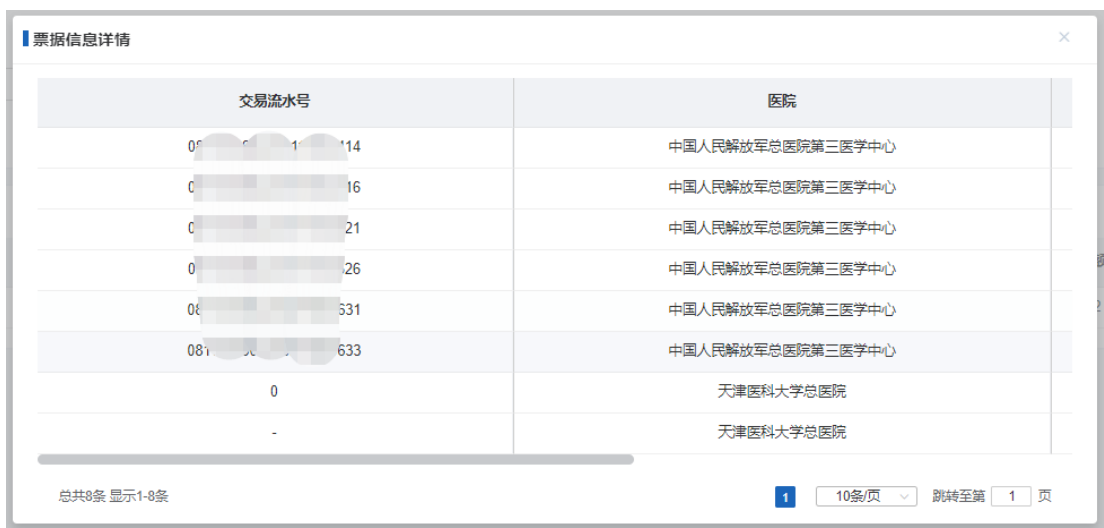 票据信息详情
交易流水号 医院
中国人民解放军总医院第三医学中心
中国人民解放军总医院第三医学中心
中国人民解放军总医院第三医学中心
中国人民解放军总医院第三医学中心
中国人民解放军总医院第三医学中心
中国人民解放军总医院第三医学中心
0 天津医科大学总医院
- 天津医科大学总医院
总共8条 显示1-8条 1 10条/页 跳转至第 1 页